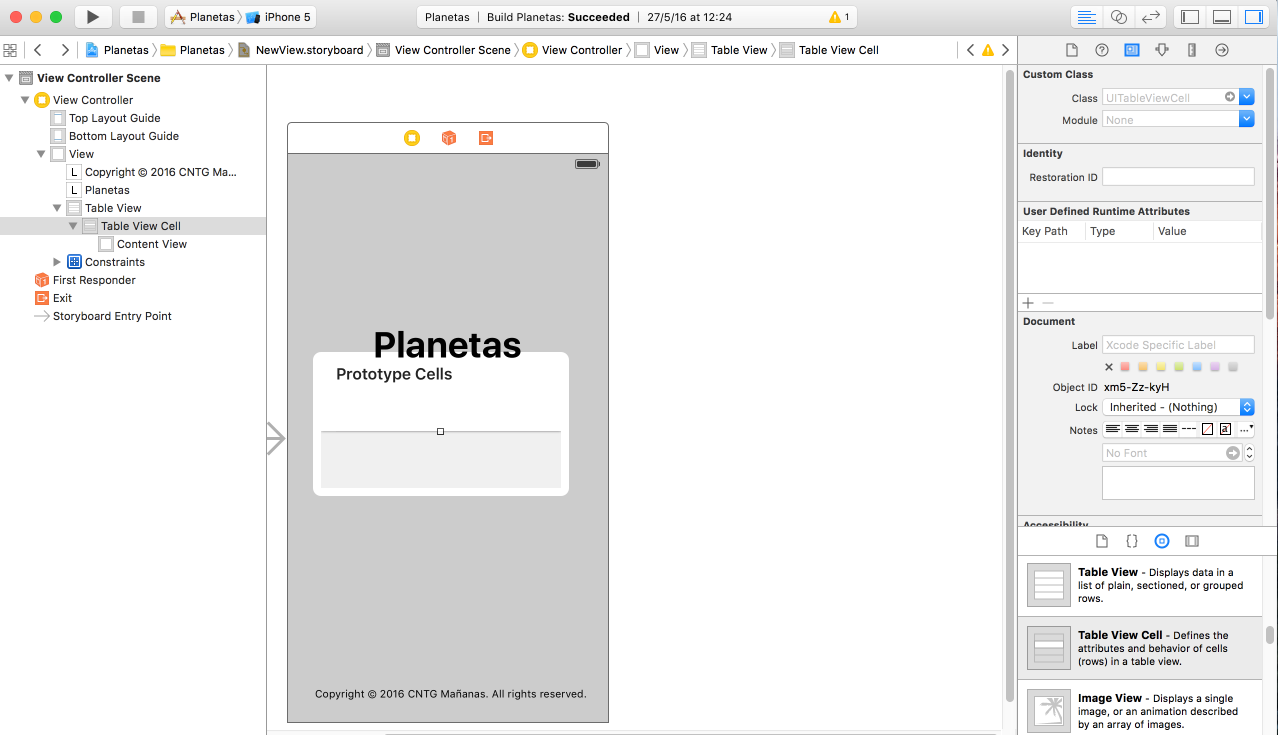 Planetas iPhone 5
Planetas | Build Planetas: Succeeded | 27/5/16 at 12:24
1
Planetas Planetas NewView.storyboard View Controller Scene View Controller View Table View Table View Cell
View Controller Scene
View Controller
Top Layout Guide
Bottom Layout Guide
View
L Copyright © 2016 CNTG Ma...
L Planetas
Table View
Table View Cell
Content View
Constraints
First Responder
Exit
Storyboard Entry Point
Planetas
Prototype Cells
Copyright © 2016 CNTG Mañanas. All rights reserved.
Custom Class
Class UITableViewCell
Module None
Identity
Restoration ID
User Defined Runtime Attributes
Key Path Type Value
Document
Label Xcode Specific Label
Object ID xm5-Zz-kyH
Lock Inherited - (Nothing)
Notes
No Font
Accessibility
Table View - Displays data in a
list of plain, sectioned, or grouped
rows.
Table View Cell - Defines the
attributes and behavior of cells
(rows) in a table view.
Image View - Displays a single
image, or an animation described
by an array of images.